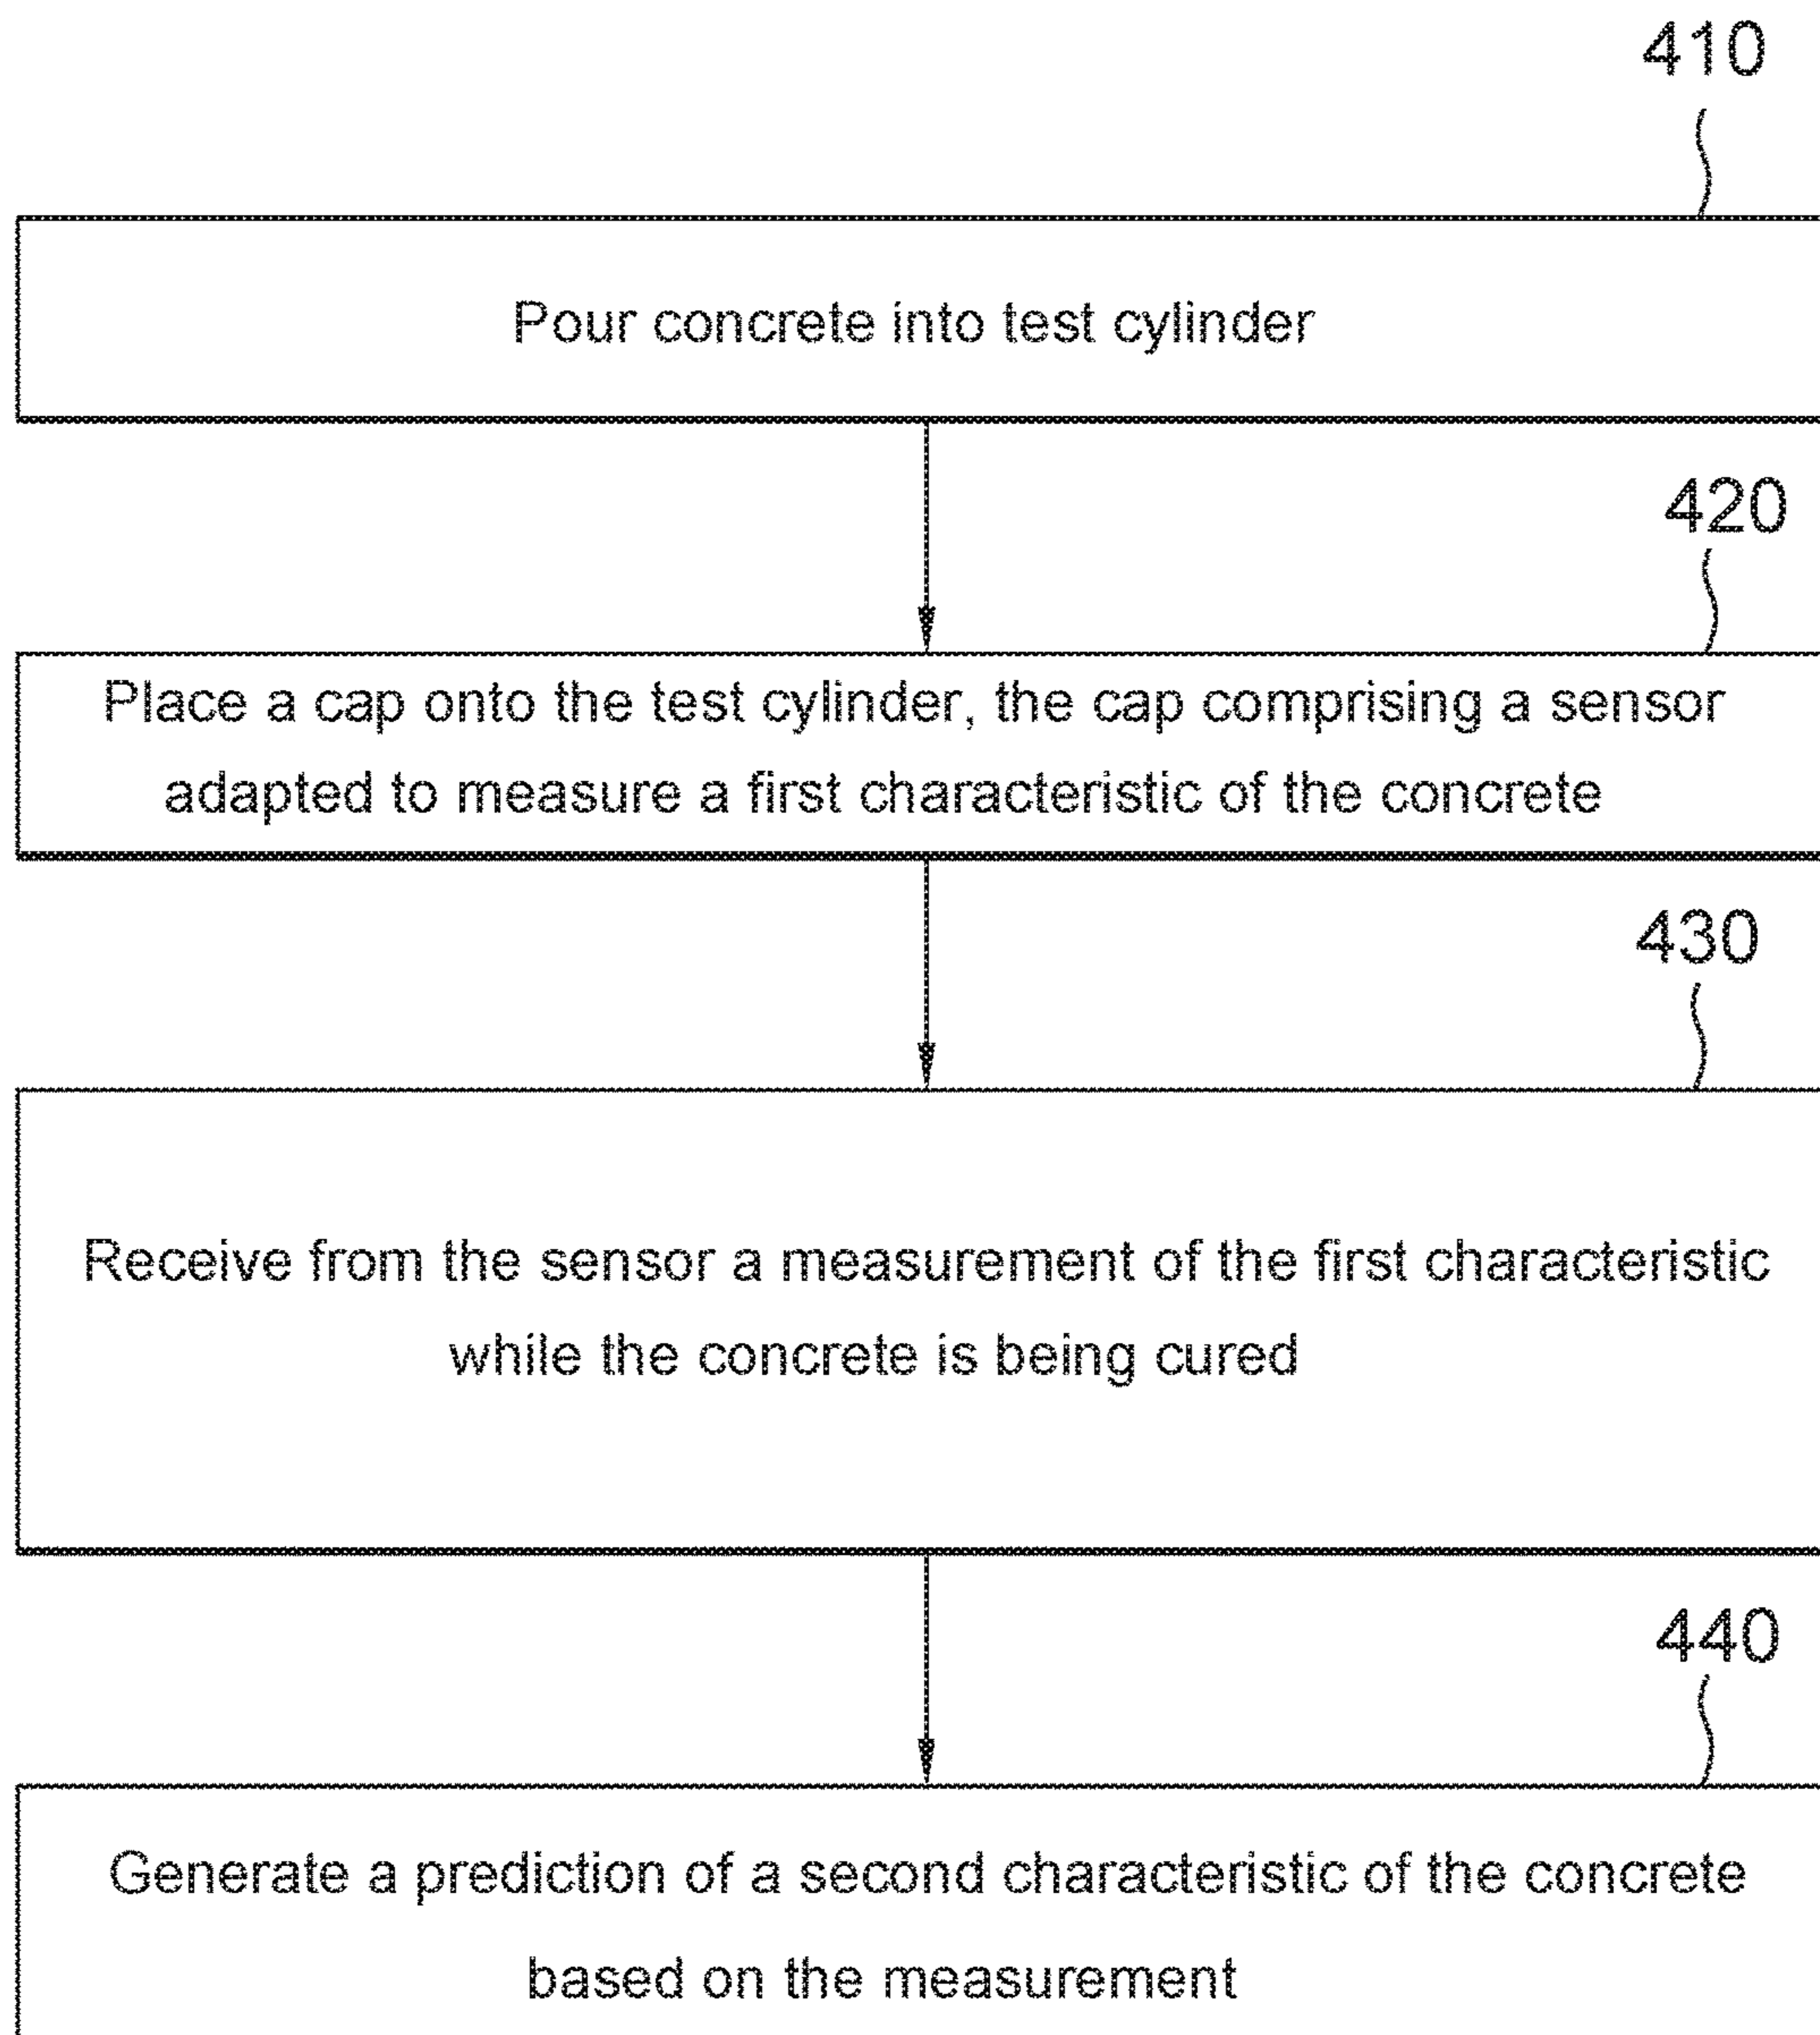 410
Pour concrete into test cylinder
420
Place a cap onto the test cylinder, the cap comprising a sensor
adapted to measure a first characteristic of the concrete
430
Receive from the sensor a measurement of the first characteristic
while the concrete is being cured
440
Generate a prediction of a second characteristic of the concrete
based on the measurement